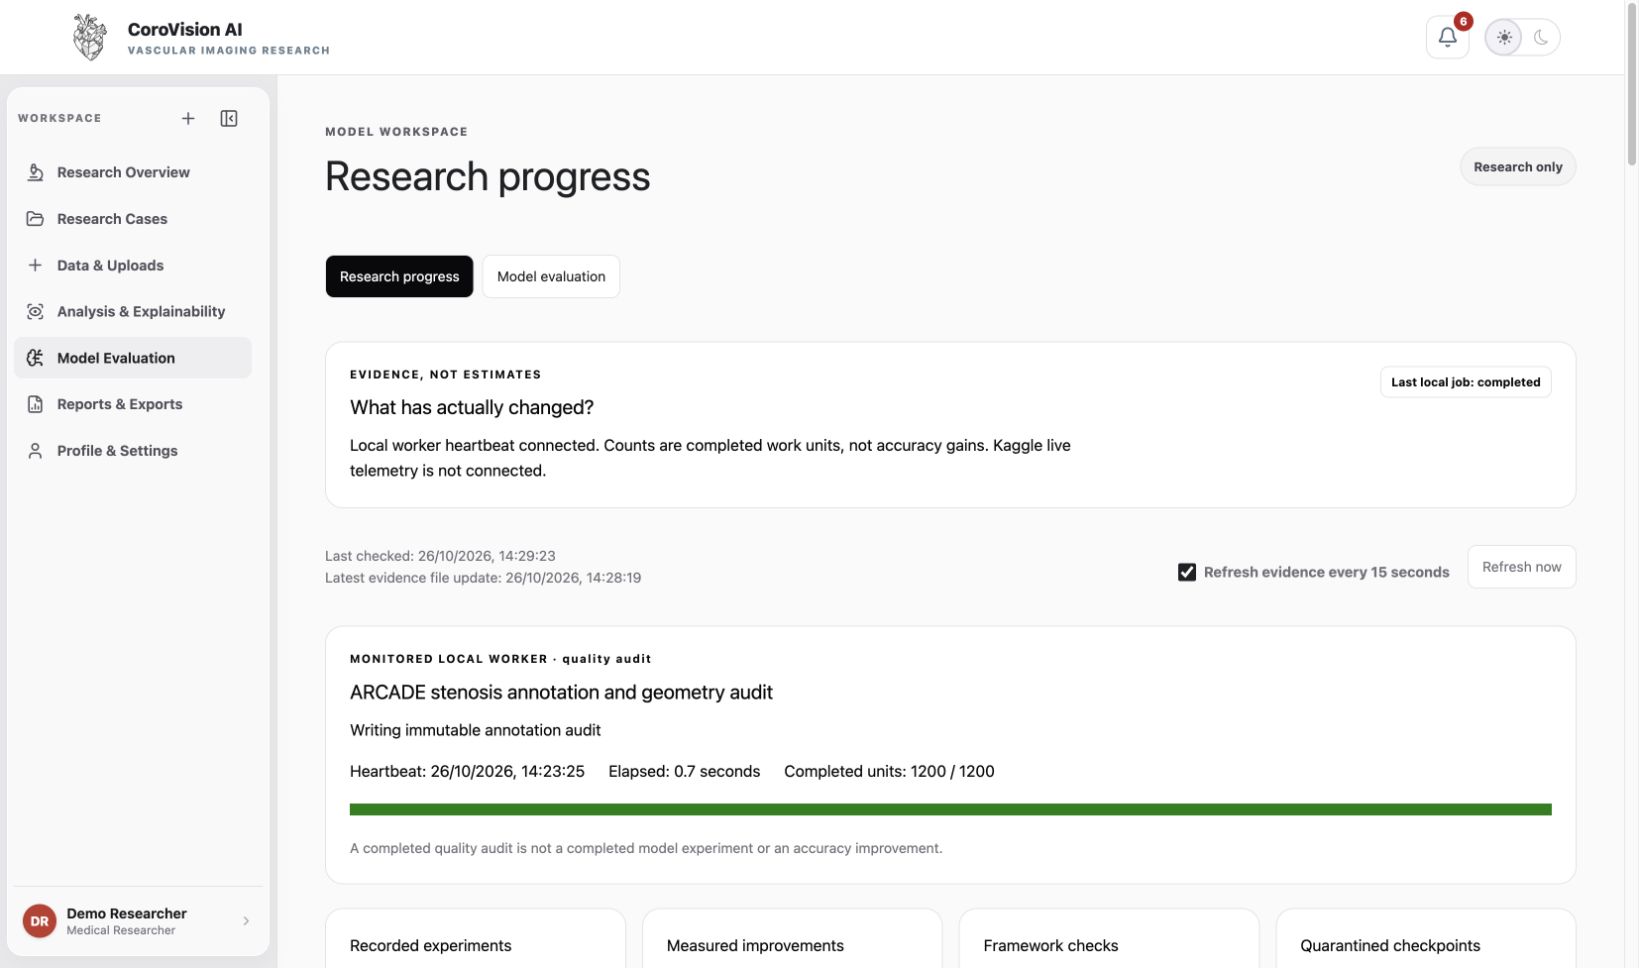 CoroVision AI
VASCULAR IMAGING RESEARCH
6
WORKSPACE
Research Overview
Research Cases
Data & Uploads
Analysis & Explainability
Model Evaluation
Reports & Exports
Profile & Settings
DR
Demo Researcher
Medical Researcher
MODEL WORKSPACE
Research progress
Research only
Research progress
Model evaluation
EVIDENCE, NOT ESTIMATES
Last local job: completed
What has actually changed?
Local worker heartbeat connected. Counts are completed work units, not accuracy gains. Kaggle live
telemetry is not connected.
Last checked: 26/10/2026, 14:29:23
Latest evidence file update: 26/10/2026, 14:28:19
Refresh evidence every 15 seconds
Refresh now
MONITORED LOCAL WORKER · quality audit
ARCADE stenosis annotation and geometry audit
Writing immutable annotation audit
Heartbeat: 26/10/2026, 14:23:25 Elapsed: 0.7 seconds Completed units: 1200 / 1200
A completed quality audit is not a completed model experiment or an accuracy improvement.
Recorded experiments
Measured improvements
Framework checks
Quarantined checkpoints